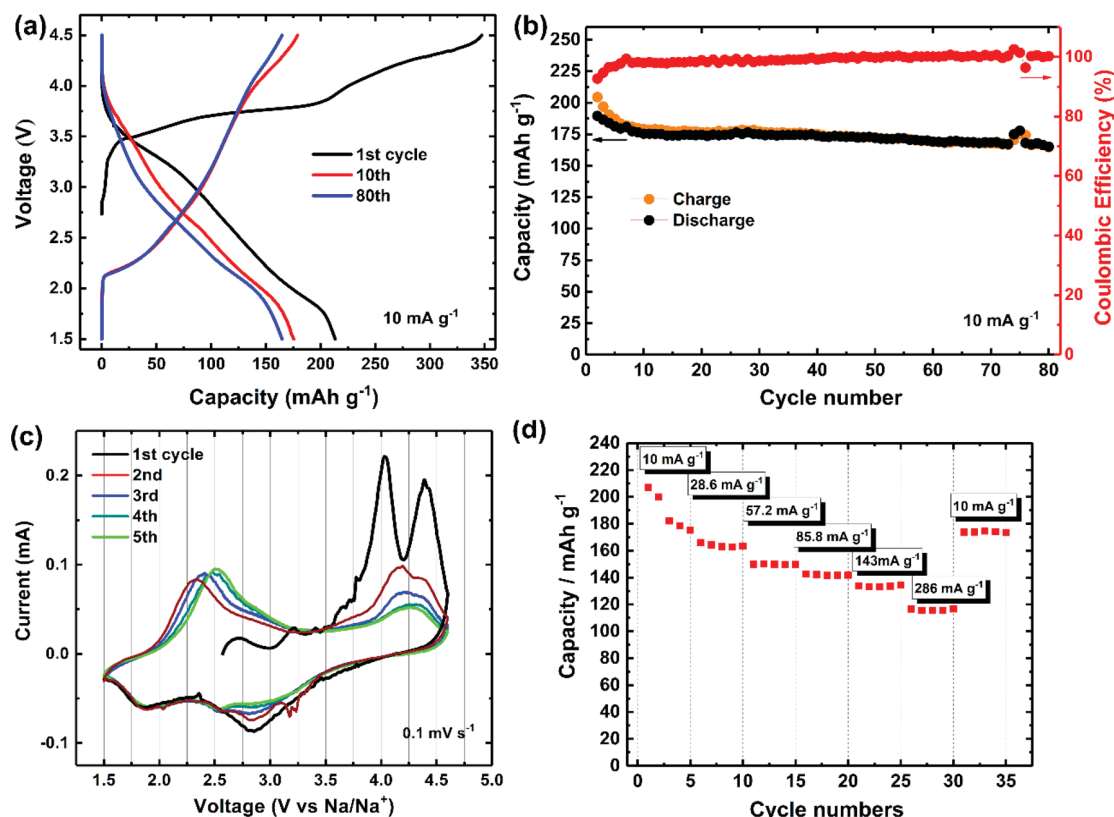 (a)
4.5
4.0
3.5
3.0
2.5
2.0
1.5
Voltage (V)
1st cycle
10th
80th
10 mA g⁻¹
0 50 100 150 200 250 300 350
Capacity (mAh g⁻¹)
(b)
250
225
200
175
150
125
100
75
50
25
0
Capacity (mAh g⁻¹)
Charge
Discharge
10 mA g⁻¹
100
80
60
40
20
0
Coulombic Efficiency (%)
0 10 20 30 40 50 60 70 80
Cycle number
(c)
0.2
0.1
0.0
-0.1
Current (mA)
1st cycle
2nd
3rd
4th
5th
0.1 mV s⁻¹
1.5 2.0 2.5 3.0 3.5 4.0 4.5 5.0
Voltage (V vs Na/Na⁺)
(d)
240
220
200
180
160
140
120
100
80
60
40
20
0
Capacity / mAh g⁻¹
10 mA g⁻¹
28.6 mA g⁻¹
57.2 mA g⁻¹
85.8 mA g⁻¹
143mA g⁻¹
286 mA g⁻¹
10 mA g⁻¹
0 5 10 15 20 25 30 35
Cycle numbers